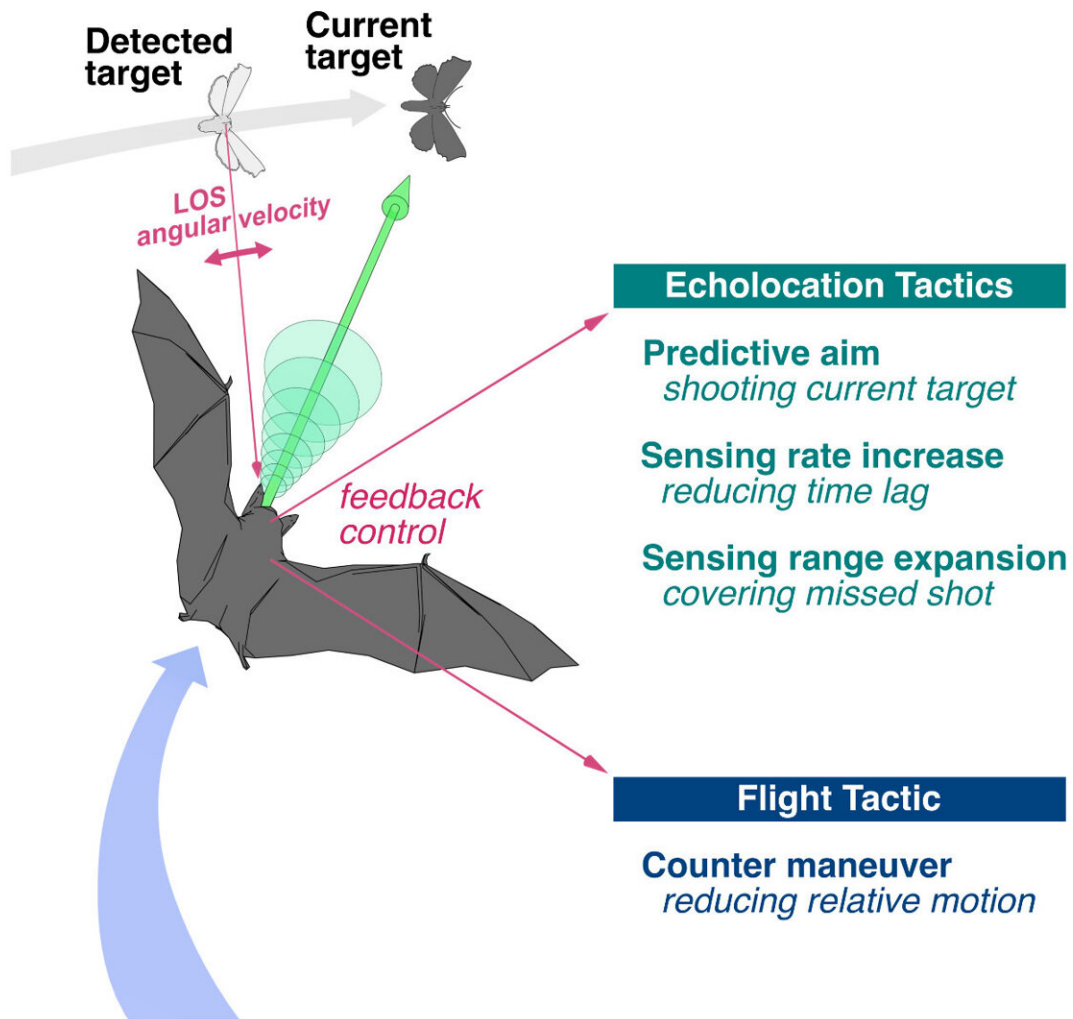 Detected
target
Current
target
LOS
angular velocity
feedback
control
Echolocation Tactics
Predictive aim
shooting current target
Sensing rate increase
reducing time lag
Sensing range expansion
covering missed shot
Flight Tactic
Counter maneuver
reducing relative motion